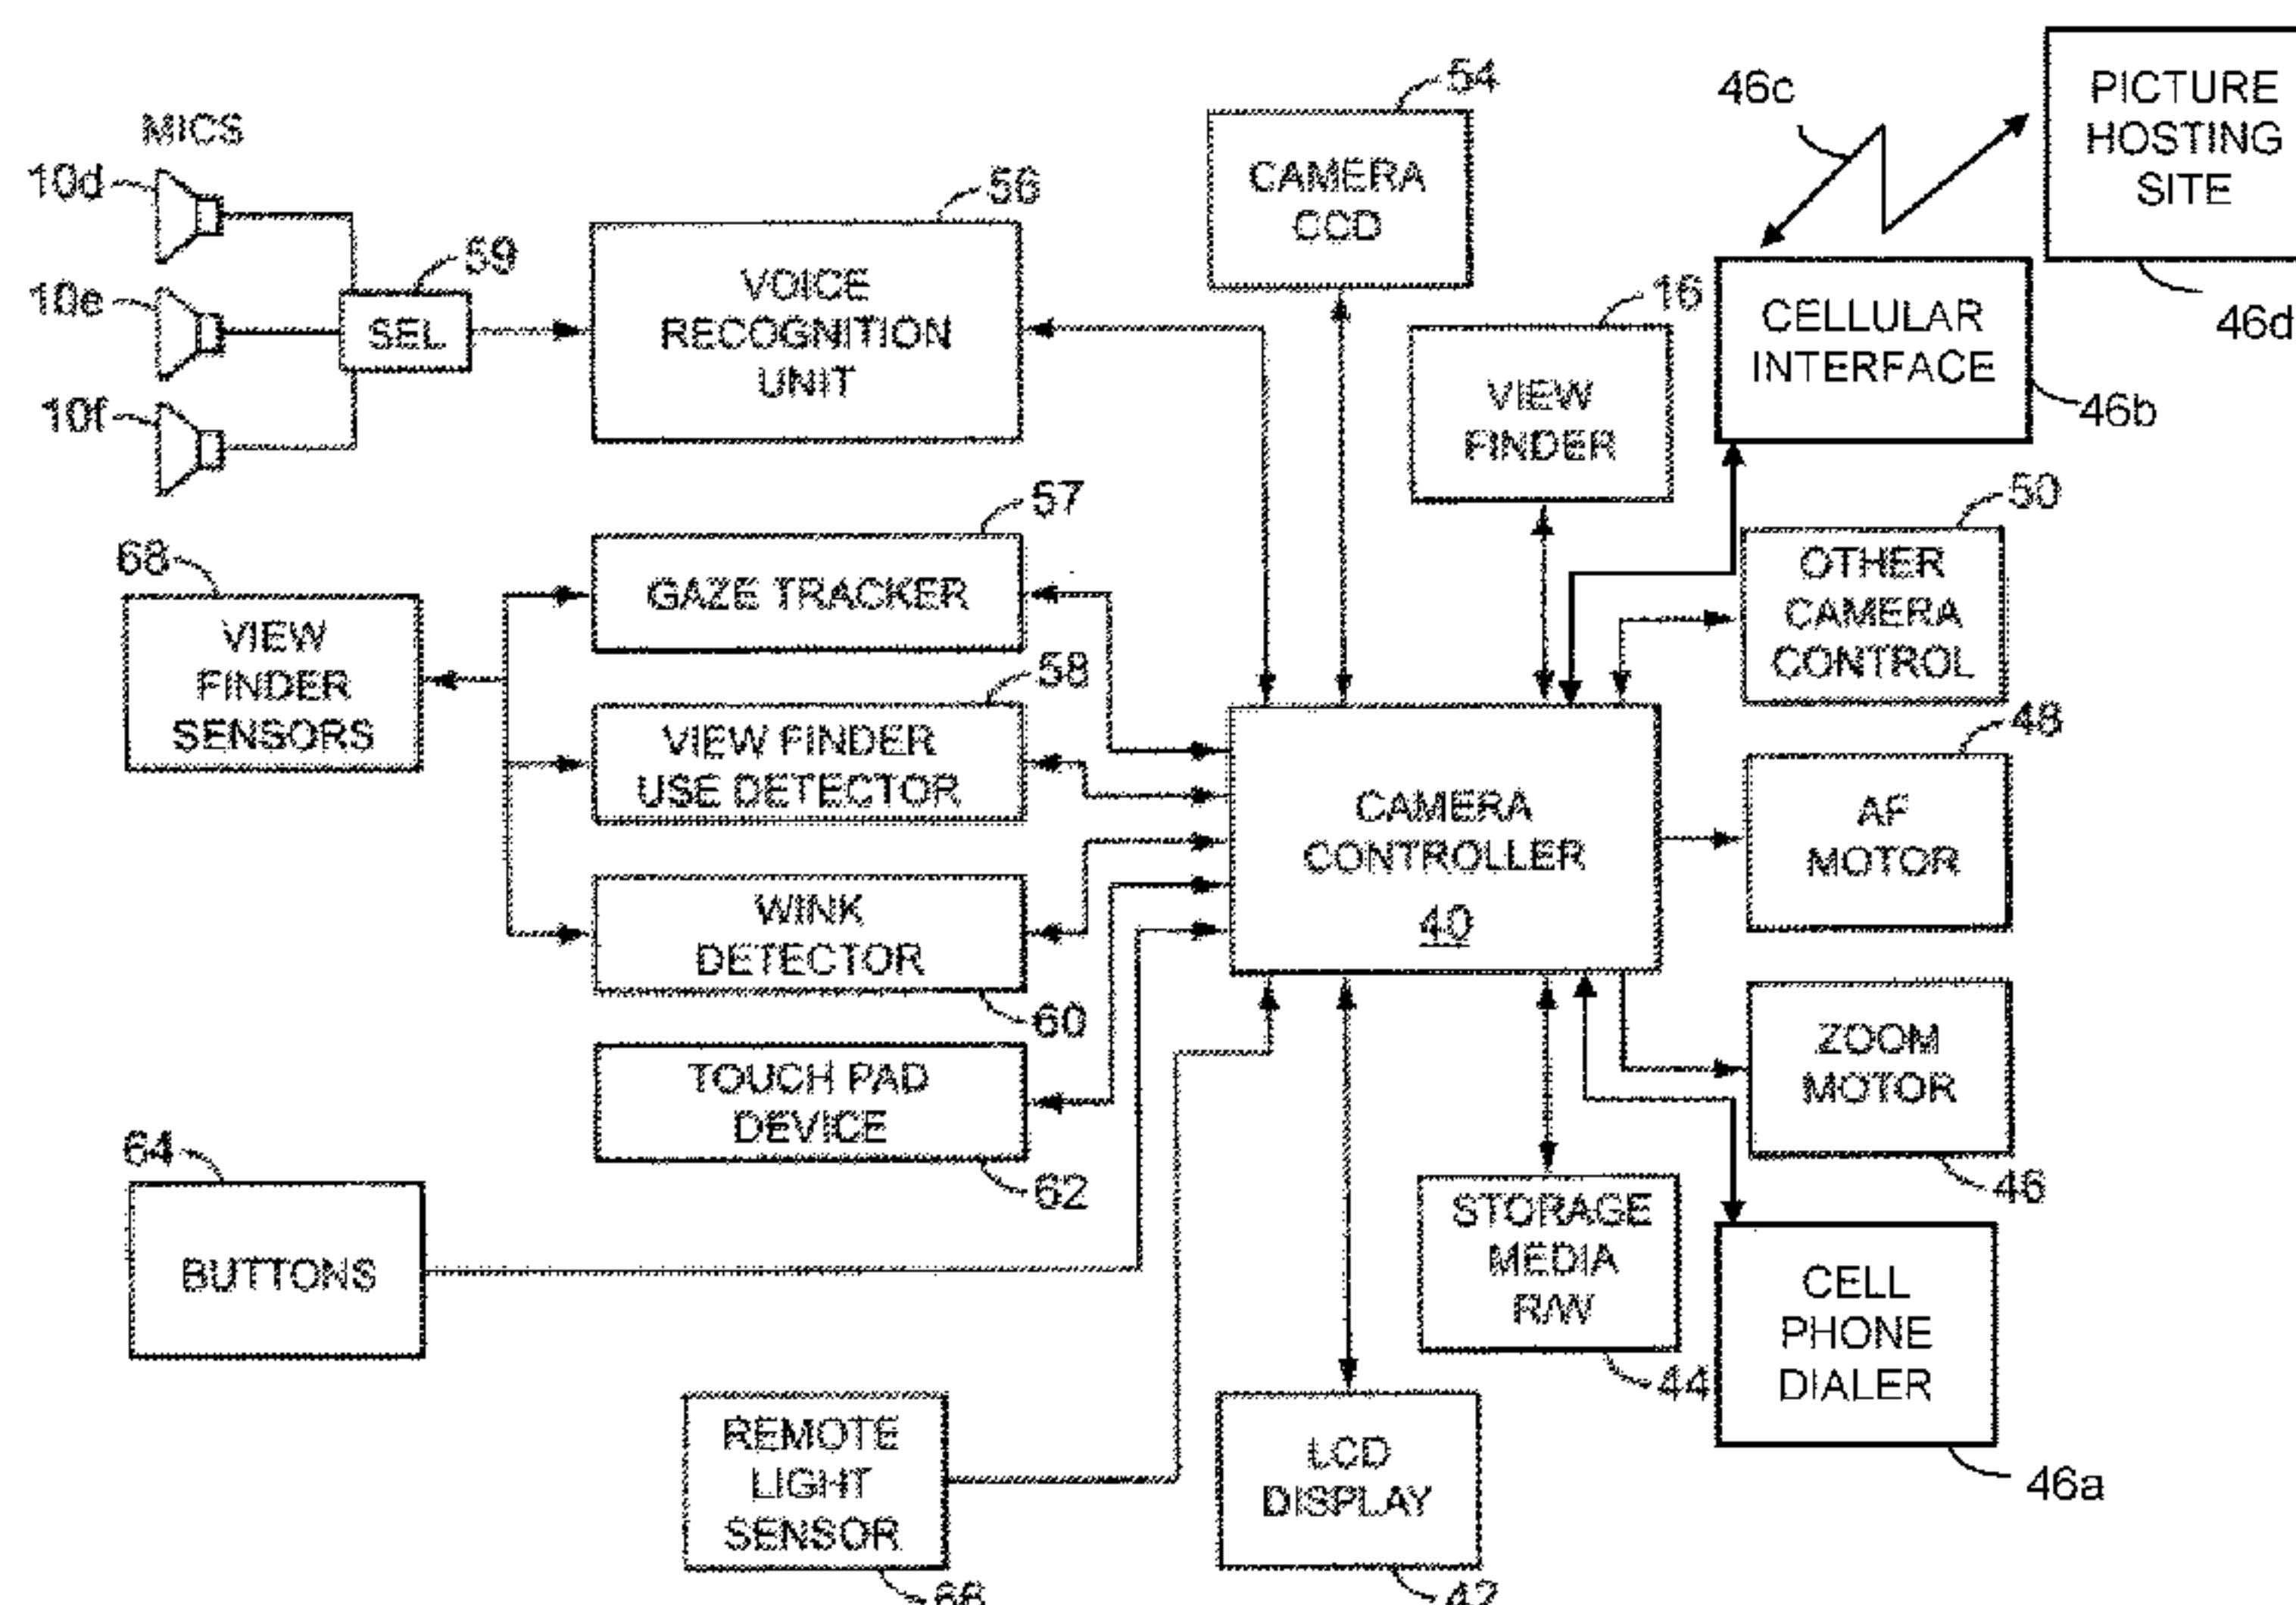 54
46c
PICTURE
HOSTING
SITE
46d
MICS
10d
10e
10f
59
SEL
56
VOICE
RECOGNITION
UNIT
CAMERA
CCD
16
VIEW
FINDER
CELLULAR
INTERFACE
46b
57
GAZE TRACKER
68
VIEW
FINDER
SENSORS
58
VIEW FINDER
USE DETECTOR
50
OTHER
CAMERA
CONTROL
48
AF
MOTOR
CAMERA
CONTROLLER
40
WINK
DETECTOR
60
TOUCH PAD
DEVICE
62
ZOOM
MOTOR
46
64
BUTTONS
STORAGE
MEDIA
R/W
44
CELL
PHONE
DIALER
46a
REMOTE
LIGHT
SENSOR
66
LCD
DISPLAY
42